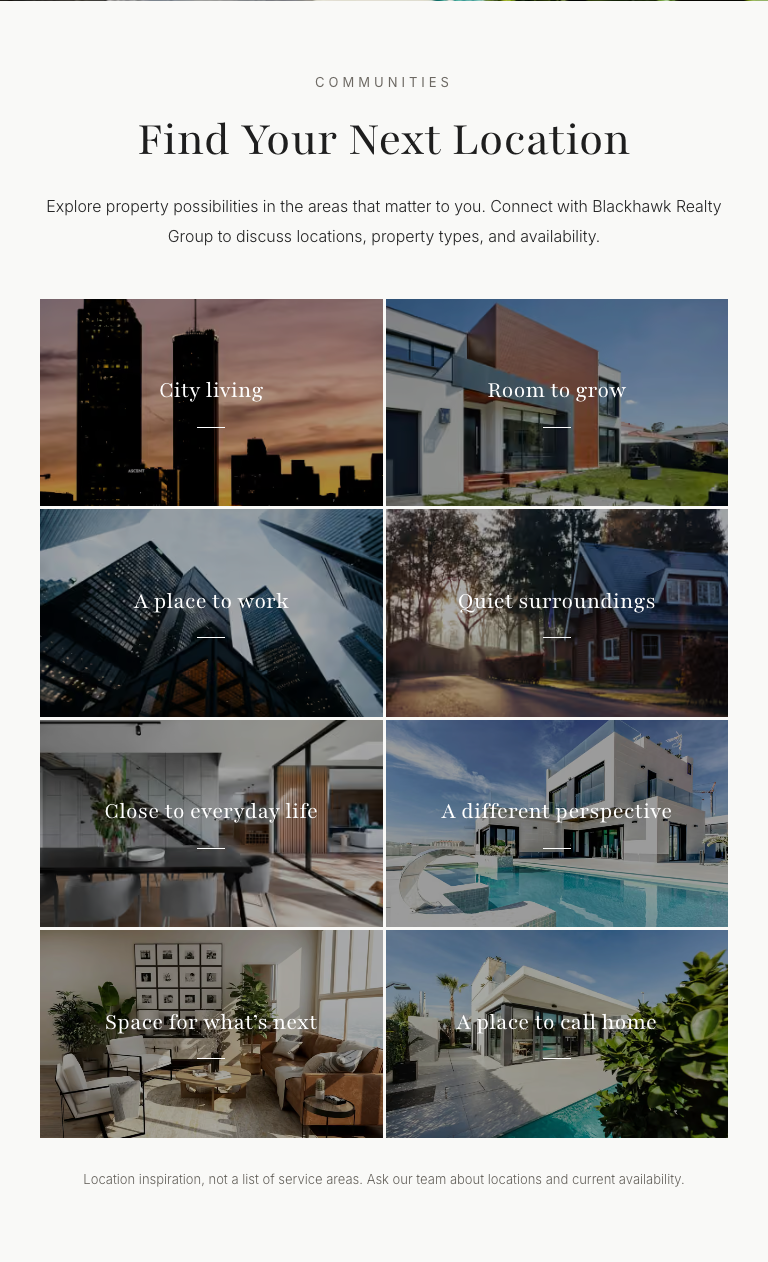 COMMUNITIES
Find Your Next Location
Explore property possibilities in the areas that matter to you. Connect with Blackhawk Realty
Group to discuss locations, property types, and availability.
City living
Room to grow
A place to work
Quiet surroundings
Close to everyday life
A different perspective
Space for what’s next
A place to call home
Location inspiration, not a list of service areas. Ask our team about locations and current availability.